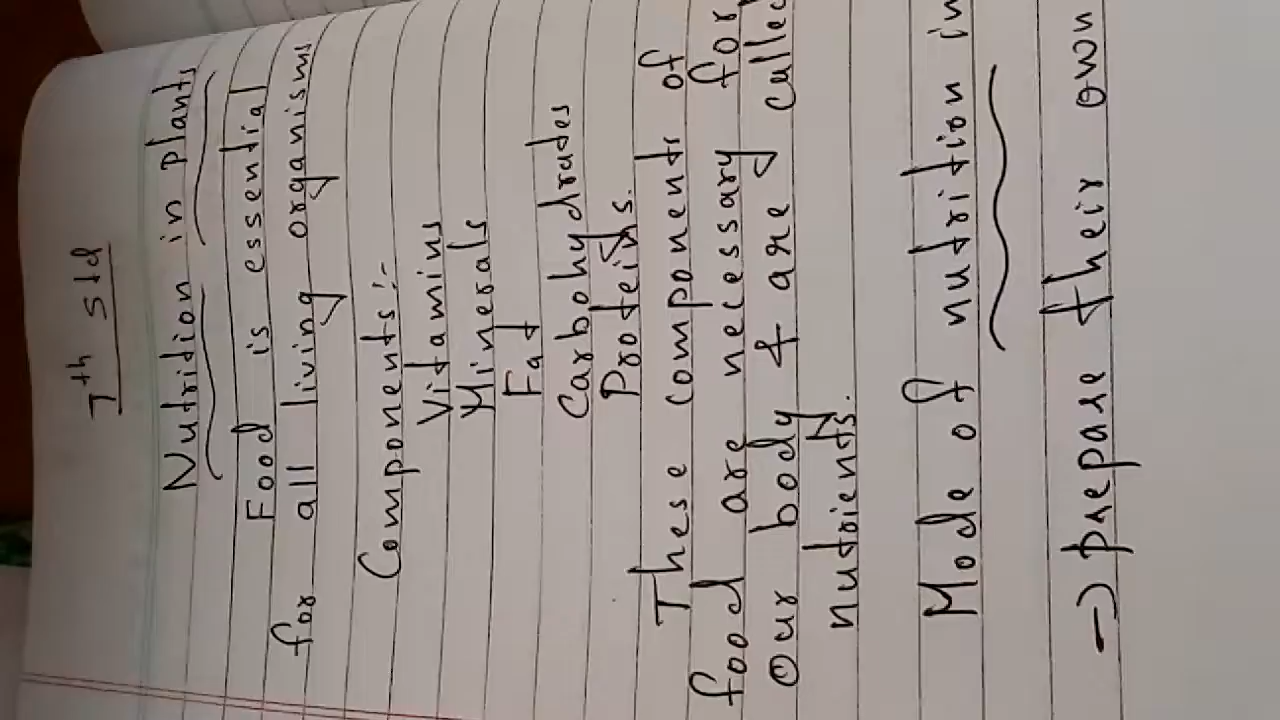 7th std
Nutrition in plants
Food is essential
for all living organisms
Components:-
Vitamins
Minerals
Fat
Carbohydrates
Proteins.
These components of
food are necessary for
our body & are called
nutrients.
Mode of nutrition in
→ prepare their own